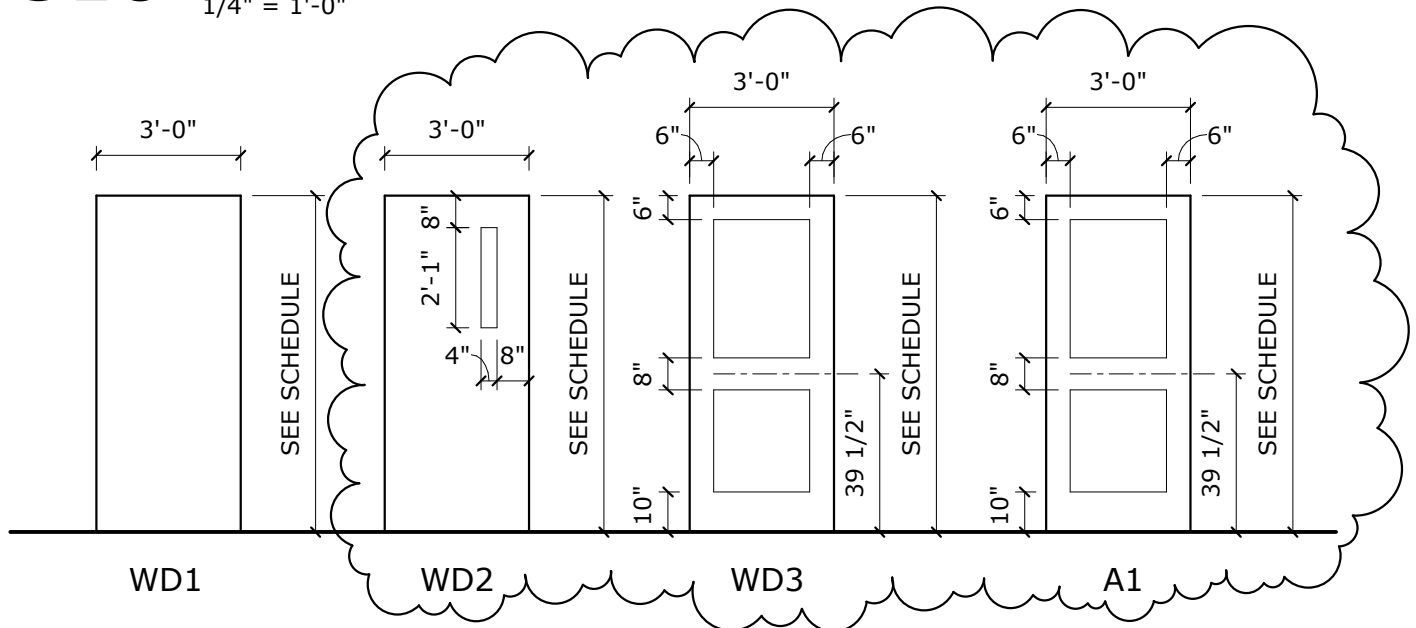 1/4" = 1'-0"
3'-0"
3'-0"
3'-0"
3'-0"
6"
6"
6"
6"
8"
2'-1"
4"
8"
SEE SCHEDULE
SEE SCHEDULE
6"
8"
10"
39 1/2"
SEE SCHEDULE
6"
8"
10"
39 1/2"
SEE SCHEDULE
WD1
WD2
WD3
A1